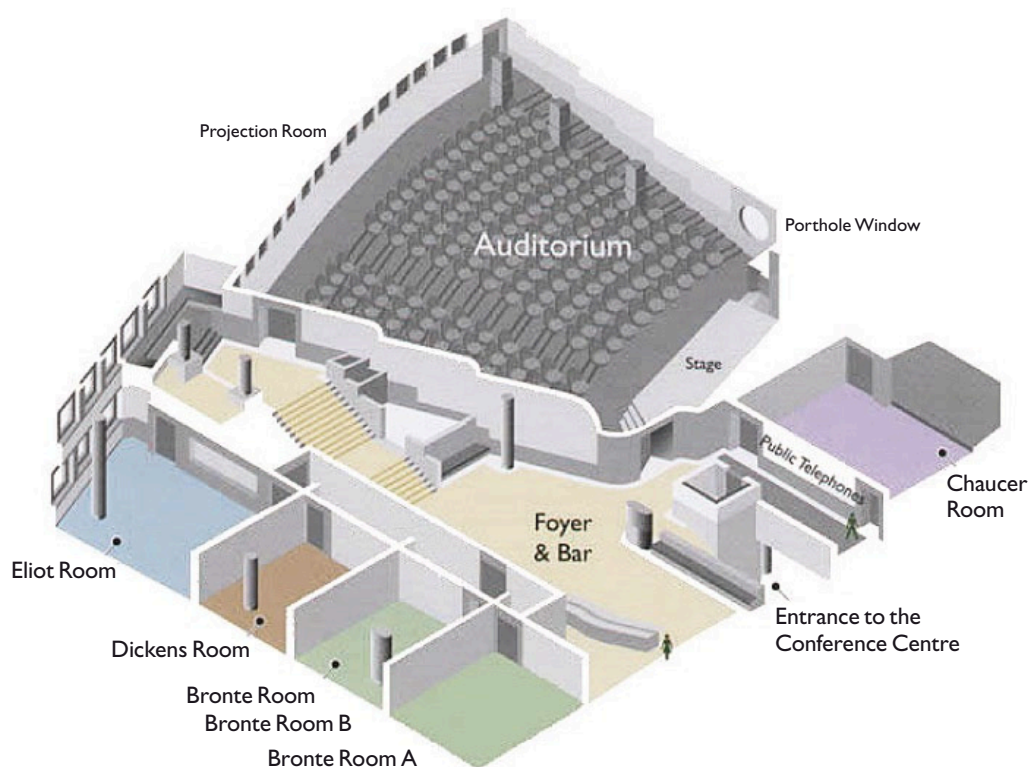 Projection Room
Auditorium
Porthole Window
Stage
Public Telephones
Chaucer
Room
Foyer
& Bar
Eliot Room
Entrance to the
Conference Centre
Dickens Room
Bronte Room
Bronte Room B
Bronte Room A